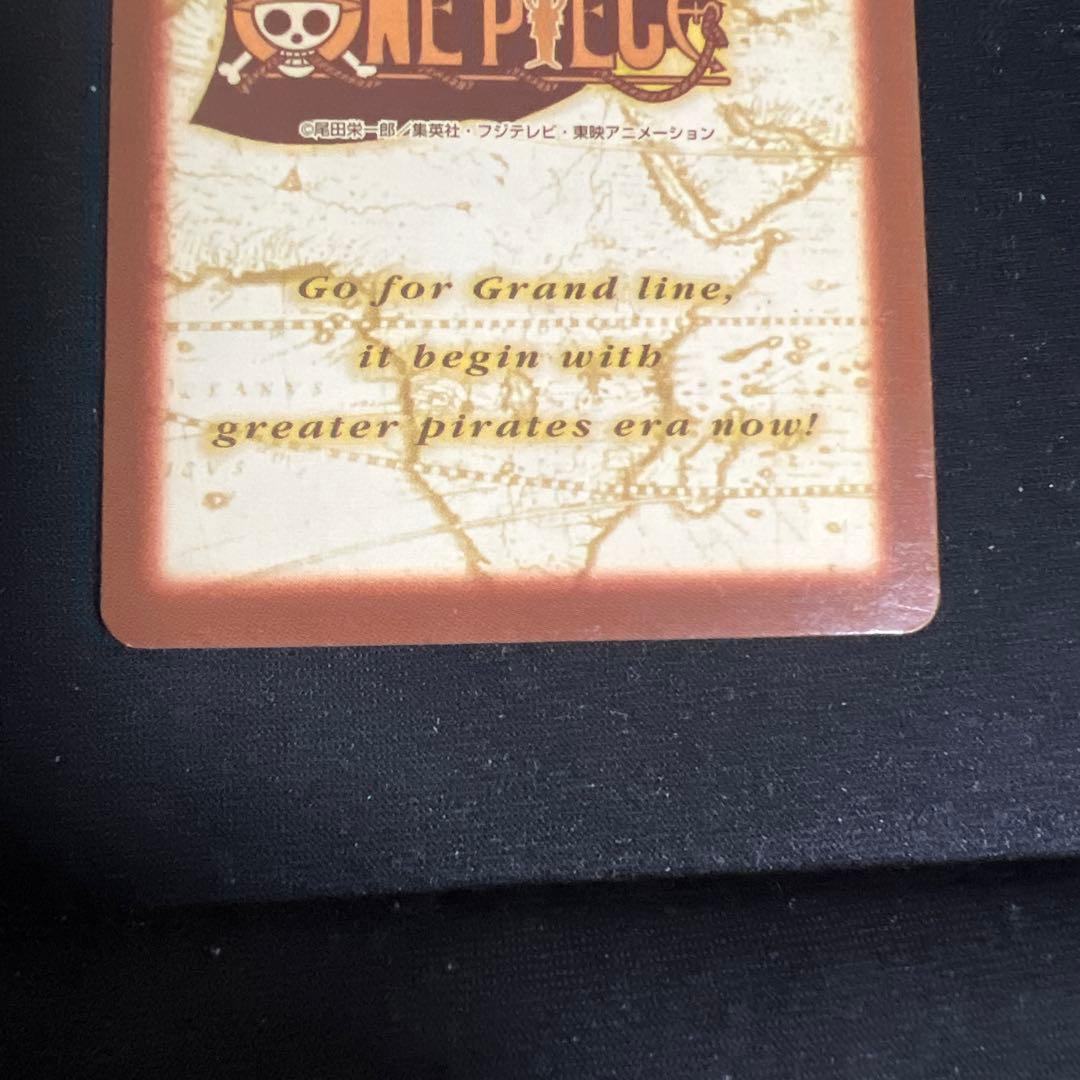 ONE PIECE
©尾田栄一郎／集英社・フジテレビ・東映アニメーション
Go for Grand line,
it begin with
OCEANVS
greater pirates era now!